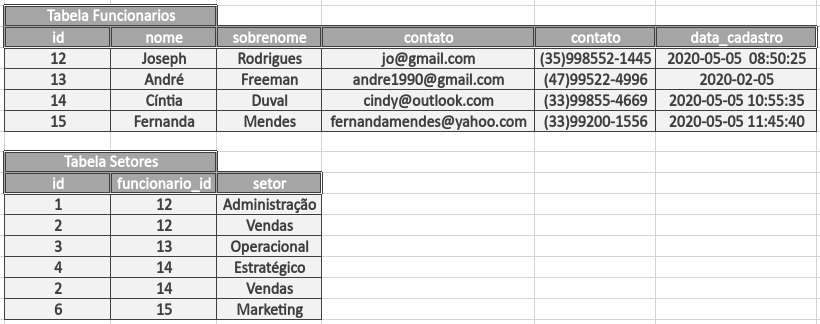 Tabela Funcionarios
id nome sobrenome contato contato data_cadastro
12 Joseph Rodrigues jo@gmail.com (35)998552-1445 2020-05-05 08:50:25
13 André Freeman andre1990@gmail.com (47)99522-4996 2020-02-05
14 Cíntia Duval cindy@outlook.com (33)99855-4669 2020-05-05 10:55:35
15 Fernanda Mendes fernandamendes@yahoo.com (33)99200-1556 2020-05-05 11:45:40
Tabela Setores
id funcionario_id setor
1 12 Administração
2 12 Vendas
3 13 Operacional
4 14 Estratégico
2 14 Vendas
6 15 Marketing